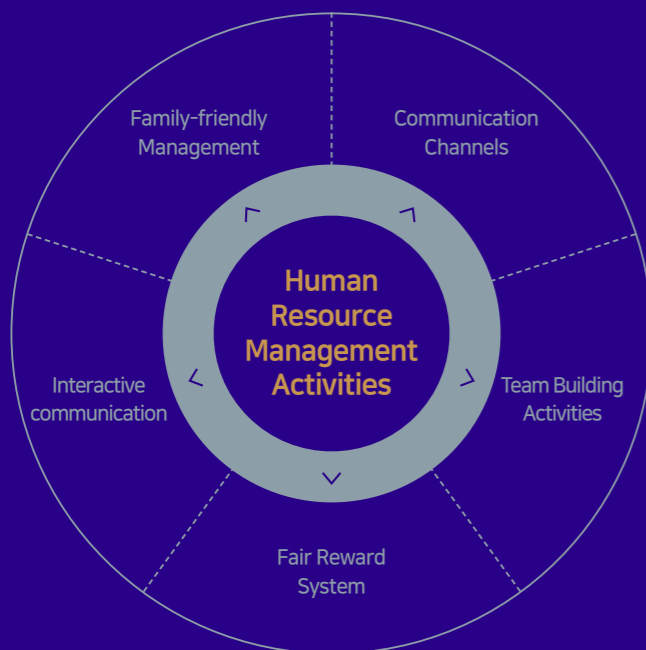 Family-friendly
Management
Communication
Channels
Human
Resource
Management
Activities
Interactive
communication
Team Building
Activities
Fair Reward
System